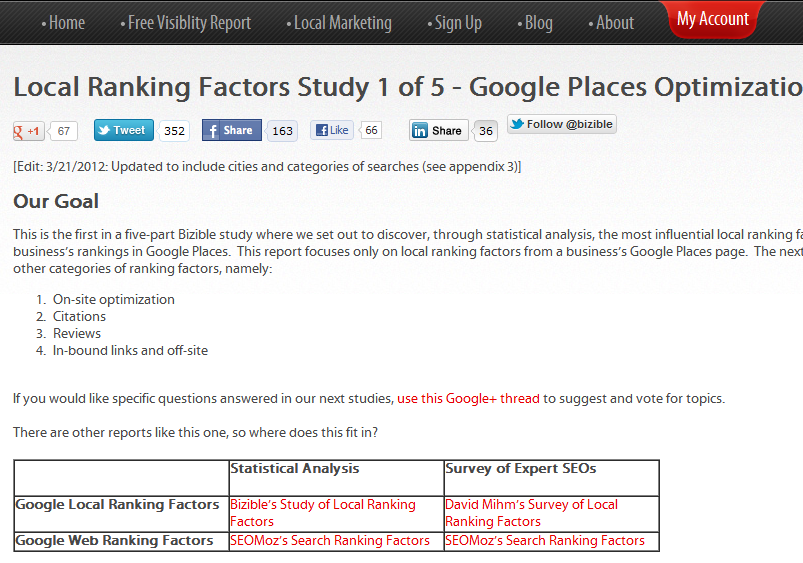 • Home • Free Visiblity Report • Local Marketing • Sign Up • Blog • About My Account
Local Ranking Factors Study 1 of 5 - Google Places Optimizatio
g +1 67 Tweet 352 f Share 163 f Like 66 in Share 36 Follow @bizible
[Edit: 3/21/2012: Updated to include cities and categories of searches (see appendix 3)]
Our Goal
This is the first in a five-part Bizible study where we set out to discover, through statistical analysis, the most influential local ranking fa
business's rankings in Google Places. This report focuses only on local ranking factors from a business's Google Places page. The next
other categories of ranking factors, namely:
1. On-site optimization
2. Citations
3. Reviews
4. In-bound links and off-site
If you would like specific questions answered in our next studies, use this Google+ thread to suggest and vote for topics.
There are other reports like this one, so where does this fit in?
Statistical Analysis Survey of Expert SEOs
Google Local Ranking Factors Bizible's Study of Local Ranking David Mihm's Survey of Local
Factors Ranking Factors
Google Web Ranking Factors SEOMoz's Search Ranking Factors SEOMoz's Search Ranking Factors